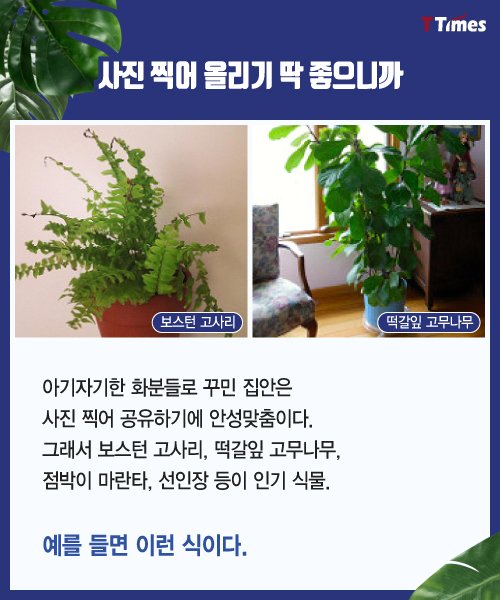 TTimes
사진 찍어 올리기 딱 좋으니까
보스턴 고사리
떡갈잎 고무나무
아기자기한 화분들로 꾸민 집안은
사진 찍어 공유하기에 안성맞춤이다.
그래서 보스턴 고사리, 떡갈잎 고무나무,
점박이 마란타, 선인장 등이 인기 식물.
예를 들면 이런 식이다.